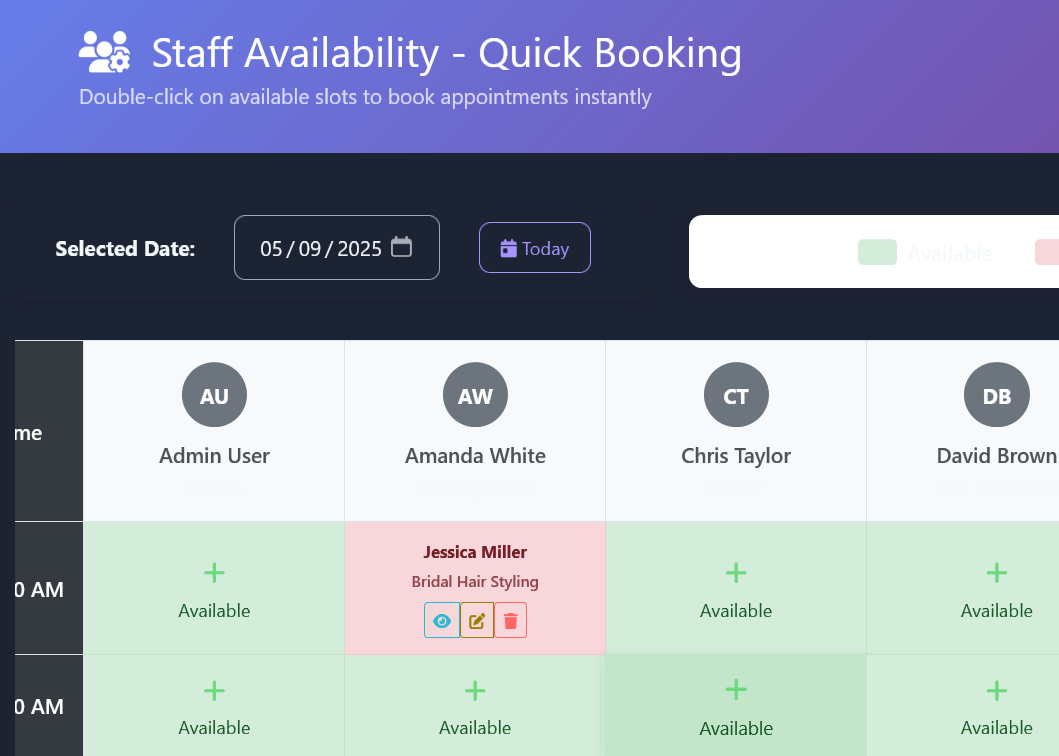 Staff Availability - Quick Booking
Double-click on available slots to book appointments instantly
Selected Date:
05/09/2025
Today
Available
me
AU
AW
CT
DB
Admin User
Amanda White
Chris Taylor
David Brown
0 AM
Available
Jessica Miller
Bridal Hair Styling
Available
Available
0 AM
Available
Available
Available
Available